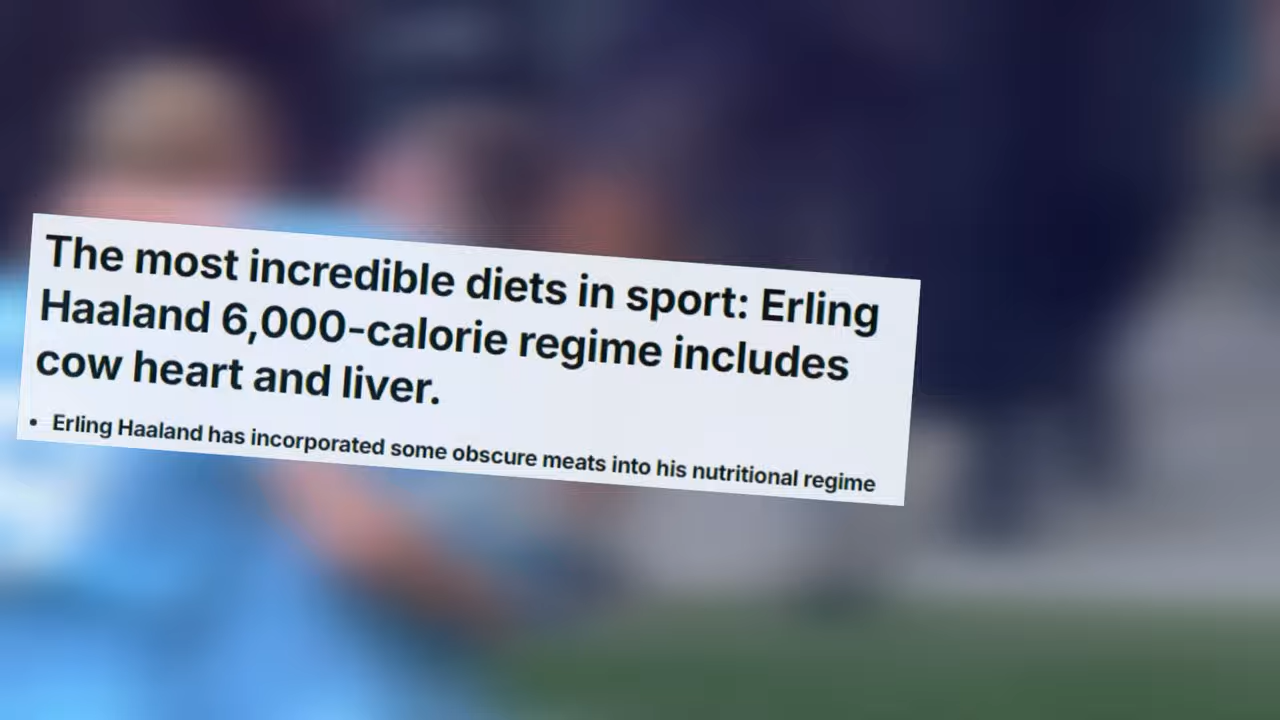 The most incredible diets in sport: Erling
Haaland 6,000-calorie regime includes
cow heart and liver.
• Erling Haaland has incorporated some obscure meats into his nutritional regime